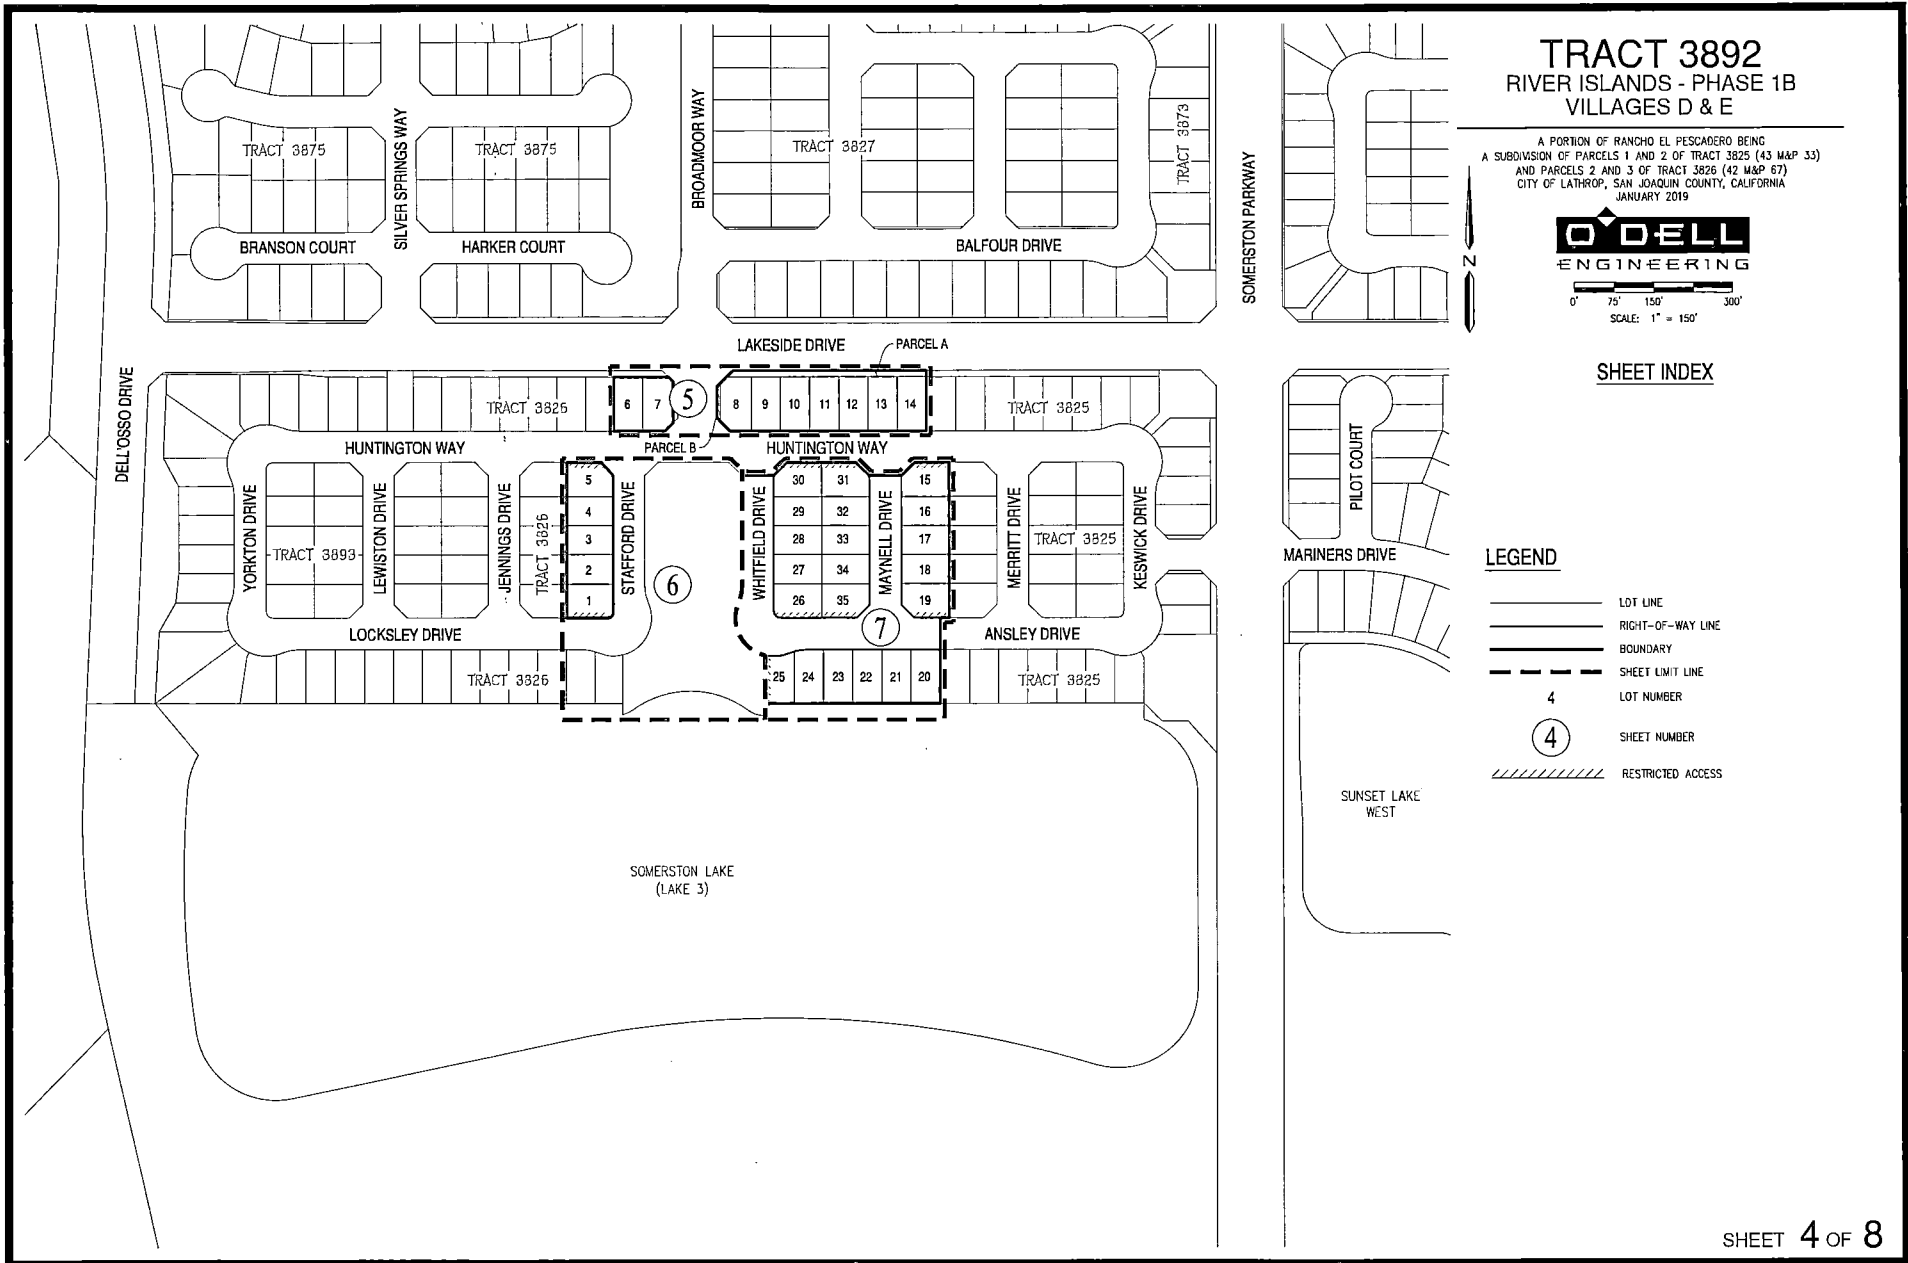 TRACT 3892
RIVER ISLANDS - PHASE 1B
VILLAGES D & E
A PORTION OF RANCHO EL PESCADERO BEING
A SUBDIVISION OF PARCELS 1 AND 2 OF TRACT 3825 (43 M&P 33)
AND PARCELS 2 AND 3 OF TRACT 3826 (42 M&P 67)
CITY OF LATHROP, SAN JOAQUIN COUNTY, CALIFORNIA
JANUARY 2019
O'DELL
ENGINEERING
N
0' 75' 150' 300'
SCALE: 1" = 150'
SHEET INDEX
LEGEND
LOT LINE
RIGHT-OF-WAY LINE
BOUNDARY
SHEET LIMIT LINE
4 LOT NUMBER
4 SHEET NUMBER
RESTRICTED ACCESS
TRACT 3875
SILVER SPRINGS WAY
TRACT 3875
BROADMOOR WAY
TRACT 3827
TRACT 3873
SOMERSTON PARKWAY
BRANSON COURT
HARKER COURT
BALFOUR DRIVE
LAKESIDE DRIVE
PARCEL A
DELL'OSSO DRIVE
TRACT 3826
6 7
5
8 9 10 11 12 13 14
TRACT 3825
HUNTINGTON WAY
PARCEL B
HUNTINGTON WAY
PILOT COURT
MARINERS DRIVE
YORKTON DRIVE
TRACT 3893
LEWISTON DRIVE
JENNINGS DRIVE
TRACT 3826
5
4
3
2
1
STAFFORD DRIVE
6
WHITFIELD DRIVE
30 31
29 32
28 33
27 34
26 35
MAYNELL DRIVE
15
16
17
18
19
MERRITT DRIVE
TRACT 3825
KESWICK DRIVE
7
LOCKSLEY DRIVE
ANSLEY DRIVE
TRACT 3826
25 24 23 22 21 20
TRACT 3825
SOMERSTON LAKE
(LAKE 3)
SUNSET LAKE
WEST
SHEET 4 OF 8